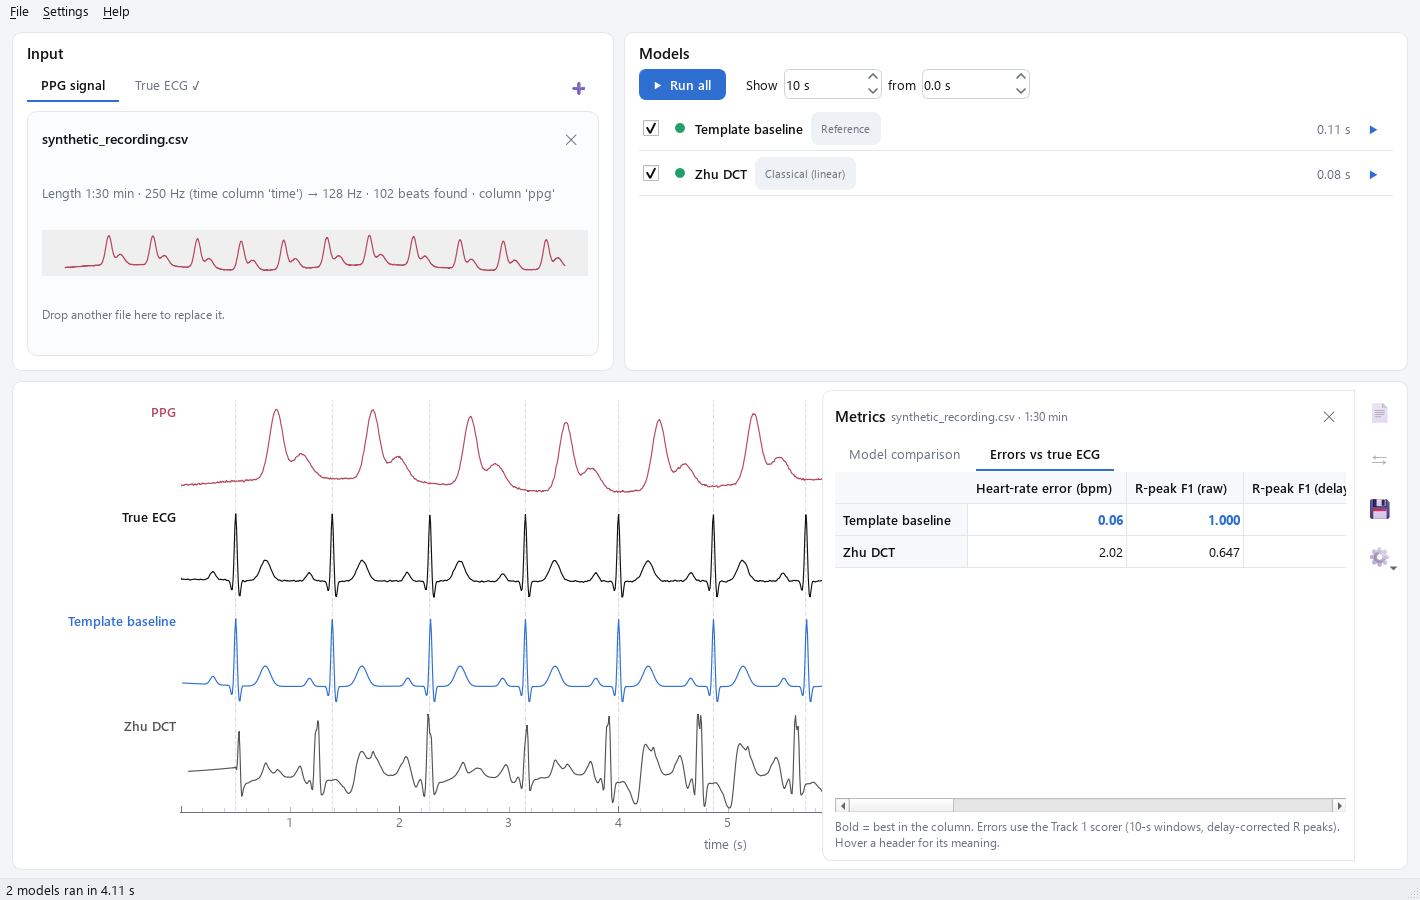 File Settings Help
Input
PPG signal True ECG ✓
synthetic_recording.csv
Length 1:30 min · 250 Hz (time column 'time') → 128 Hz · 102 beats found · column 'ppg'
Drop another file here to replace it.
Models
Run all Show 10 s from 0.0 s
✓ Template baseline Reference 0.11 s
✓ Zhu DCT Classical (linear) 0.08 s
PPG
True ECG
Template baseline
Zhu DCT
1 2 3 4 5
time (s)
Metrics synthetic_recording.csv · 1:30 min
Model comparison Errors vs true ECG
Heart-rate error (bpm) R-peak F1 (raw) R-peak F1 (delay
Template baseline 0.06 1.000
Zhu DCT 2.02 0.647
Bold = best in the column. Errors use the Track 1 scorer (10-s windows, delay-corrected R peaks).
Hover a header for its meaning.
2 models ran in 4.11 s